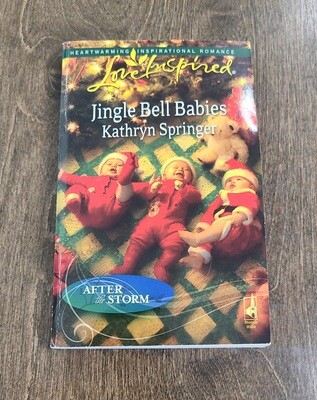 HEARTWARMING INSPIRATIONAL ROMANCE
Love Inspired®
Jingle Bell Babies
Kathryn Springer
AFTER
the
STORM